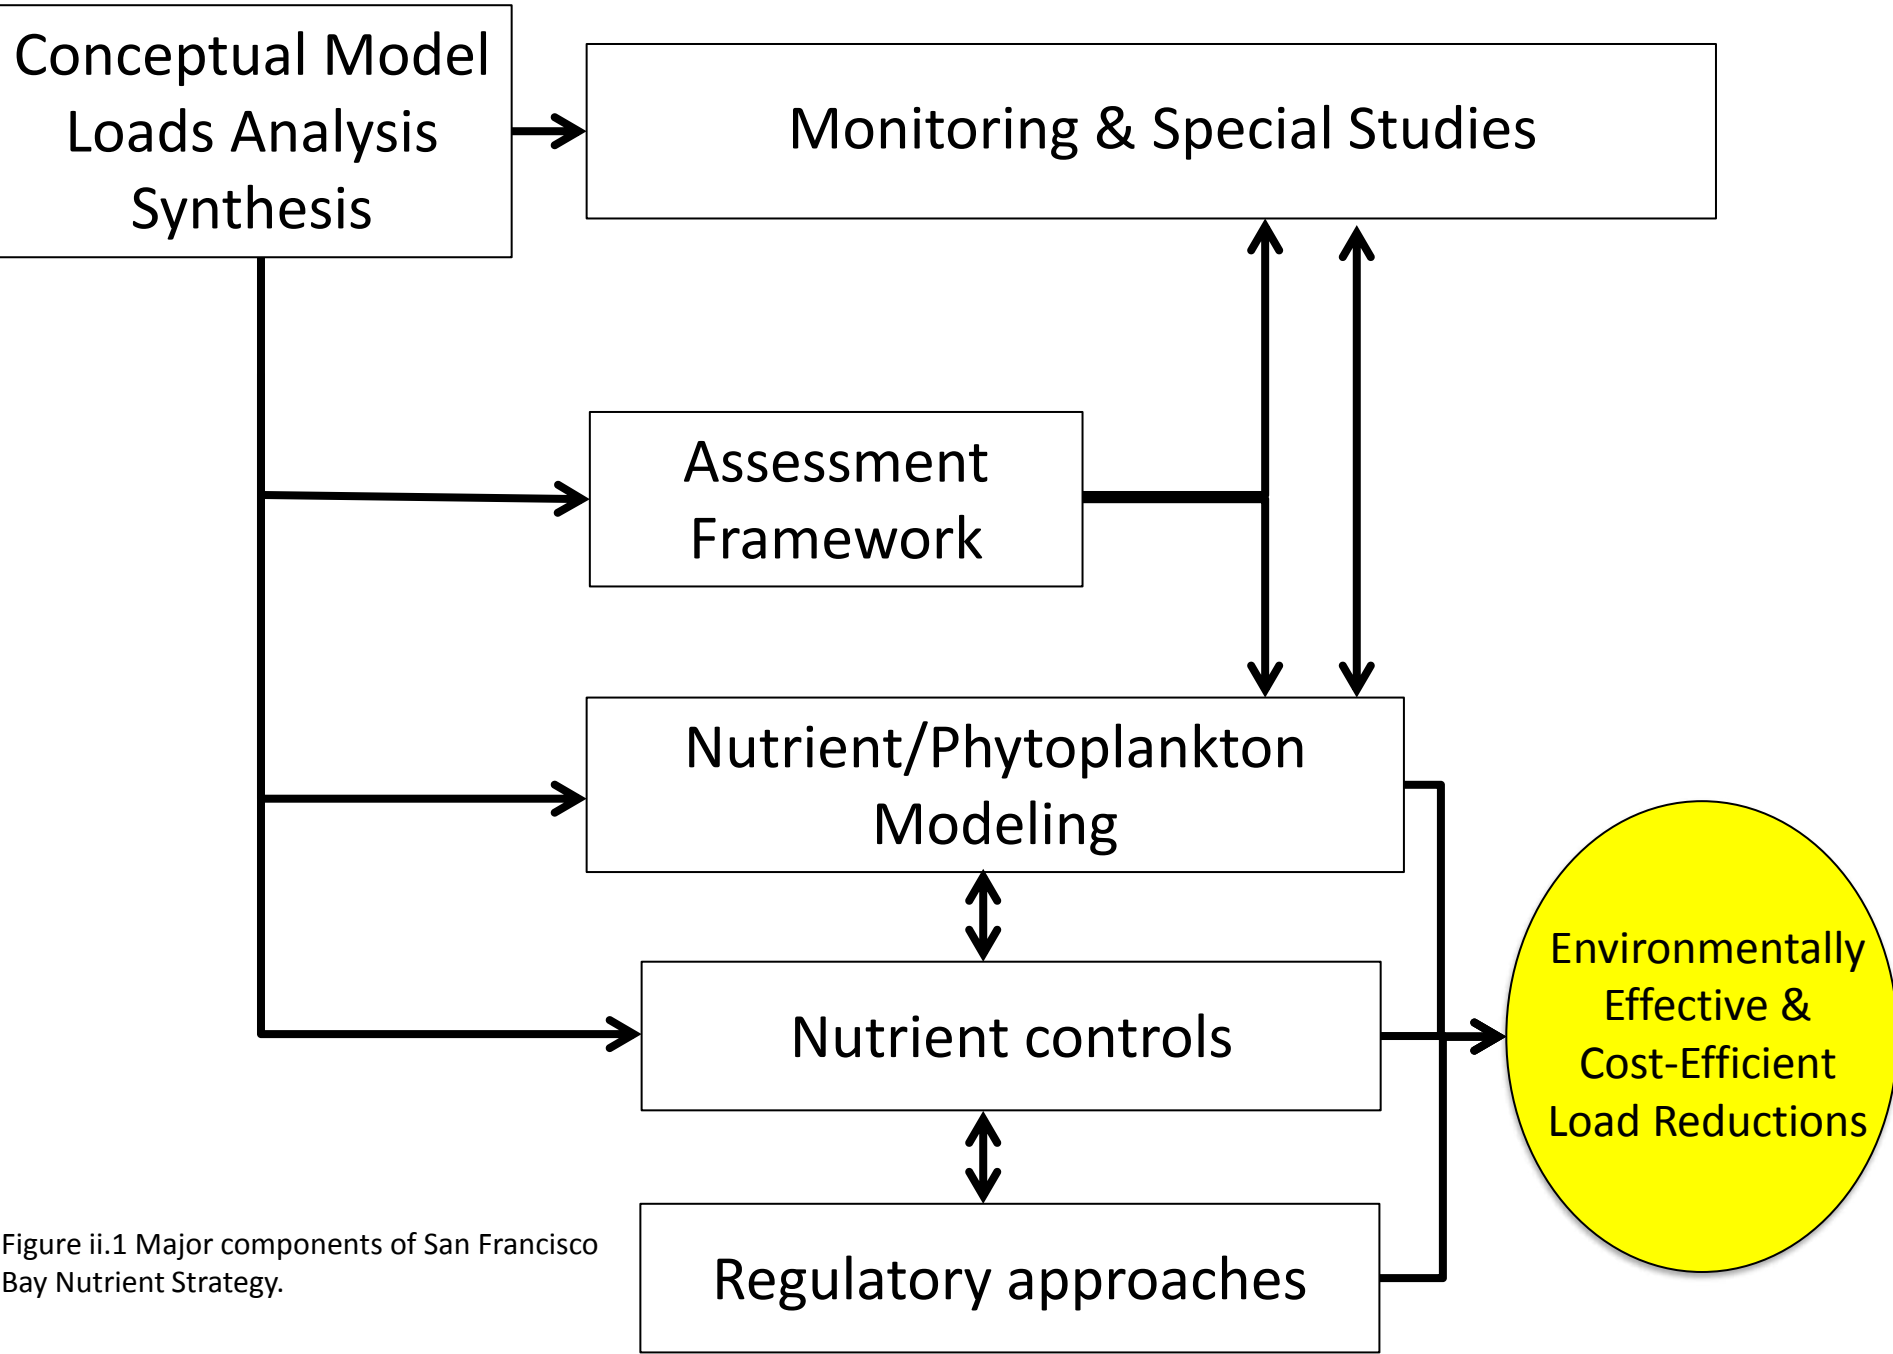 Conceptual Model
Loads Analysis
Synthesis
Monitoring & Special Studies
Assessment
Framework
Nutrient/Phytoplankton
Modeling
Nutrient controls
Regulatory approaches
Environmentally
Effective &
Cost-Efficient
Load Reductions
Figure ii.1 Major components of San Francisco
Bay Nutrient Strategy.